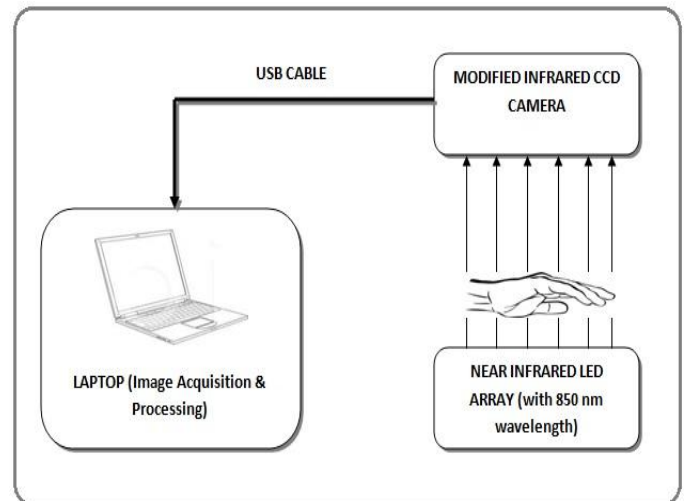 USB CABLE
MODIFIED INFRARED CCD
CAMERA
LAPTOP (Image Acquisition &
Processing)
NEAR INFRARED LED
ARRAY (with 850 nm
wavelength)